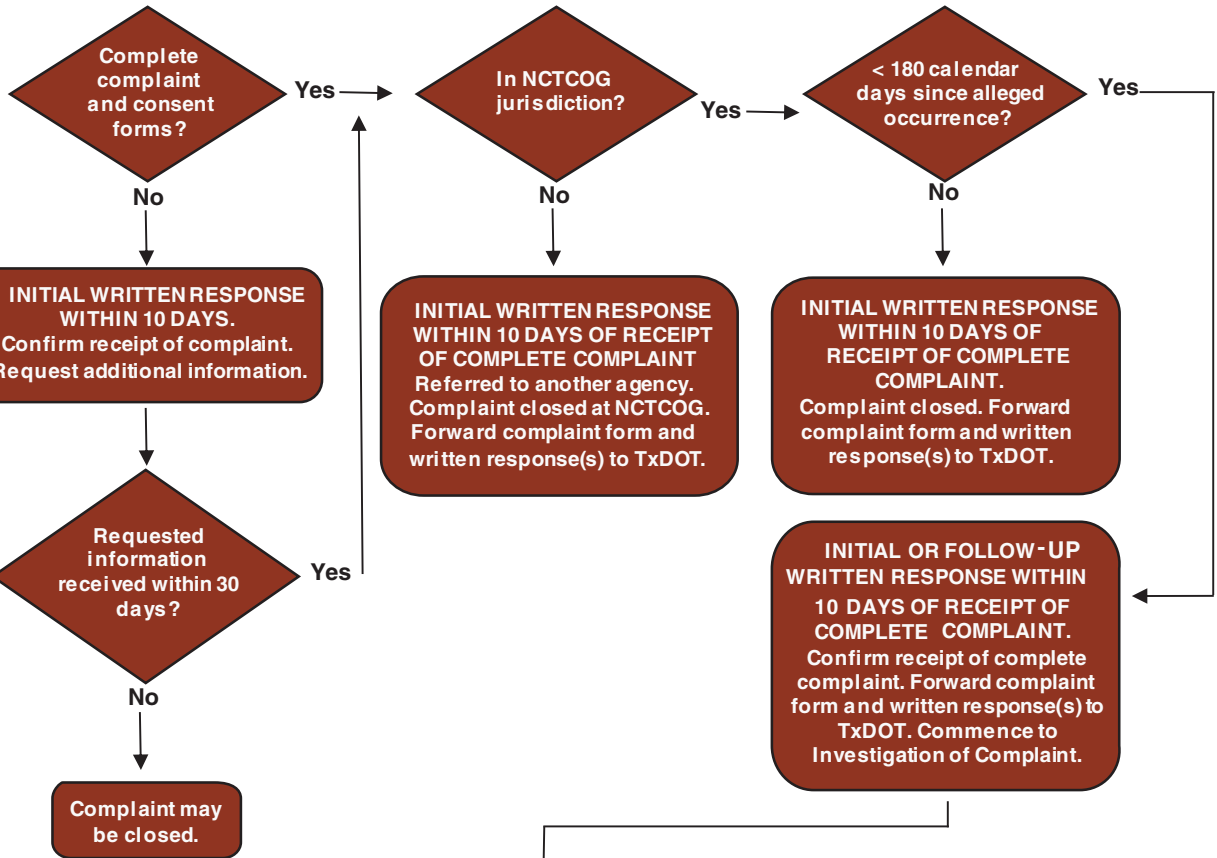 Complete
complaint
and consent
forms?
Yes
In NCTCOG
jurisdiction?
Yes
< 180 calendar
days since alleged
occurrence?
Yes
No
No
No
INITIAL WRITTEN RESPONSE
WITHIN 10 DAYS.
Confirm receipt of complaint.
Request additional information.
INITIAL WRITTEN RESPONSE
WITHIN 10 DAYS OF RECEIPT
OF COMPLETE COMPLAINT
Referred to another agency.
Complaint closed at NCTCOG.
Forward complaint form and
written response(s) to TxDOT.
INITIAL WRITTEN RESPONSE
WITHIN 10 DAYS OF
RECEIPT OF COMPLETE
COMPLAINT.
Complaint closed. Forward
complaint form and written
response(s) to TxDOT.
Requested
information
received within 30
days?
Yes
INITIAL OR FOLLOW-UP
WRITTEN RESPONSE WITHIN
10 DAYS OF RECEIPT OF
COMPLETE COMPLAINT.
Confirm receipt of complete
complaint. Forward complaint
form and written response(s) to
TxDOT. Commence to
Investigation of Complaint.
No
Complaint may
be closed.